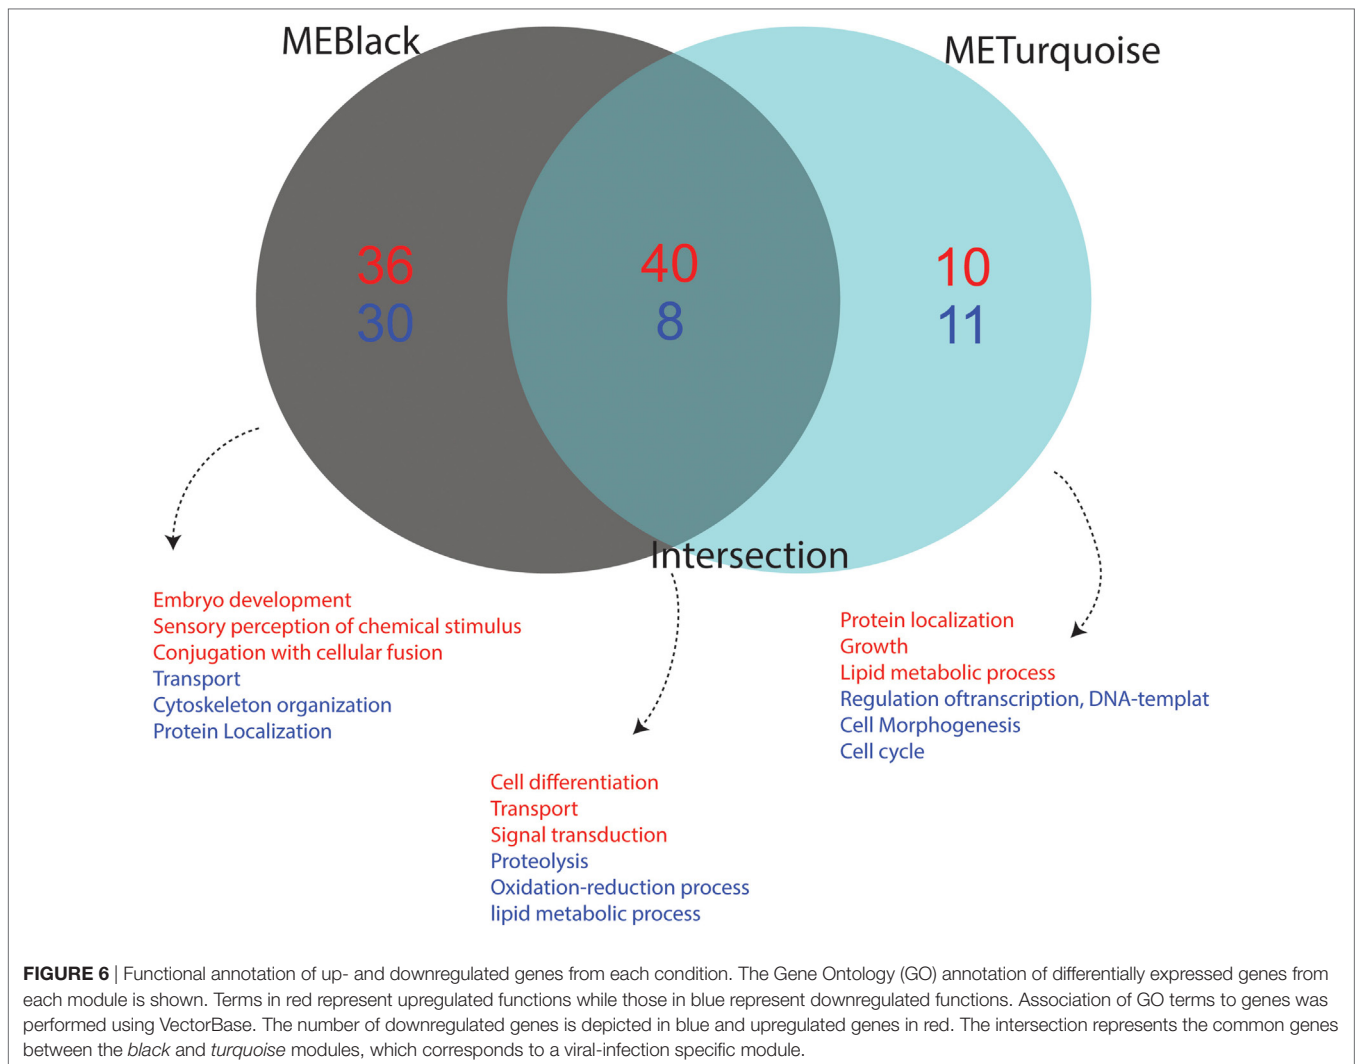 MEBlack
METurquoise
36
30
40
8
10
11
Intersection
Embryo development
Sensory perception of chemical stimulus
Conjugation with cellular fusion
Transport
Cytoskeleton organization
Protein Localization
Protein localization
Growth
Lipid metabolic process
Regulation oftranscription, DNA-templat
Cell Morphogenesis
Cell cycle
Cell differentiation
Transport
Signal transduction
Proteolysis
Oxidation-reduction process
lipid metabolic process
FIGURE 6 | Functional annotation of up- and downregulated genes from each condition. The Gene Ontology (GO) annotation of differentially expressed genes from
each module is shown. Terms in red represent upregulated functions while those in blue represent downregulated functions. Association of GO terms to genes was
performed using VectorBase. The number of downregulated genes is depicted in blue and upregulated genes in red. The intersection represents the common genes
between the black and turquoise modules, which corresponds to a viral-infection specific module.